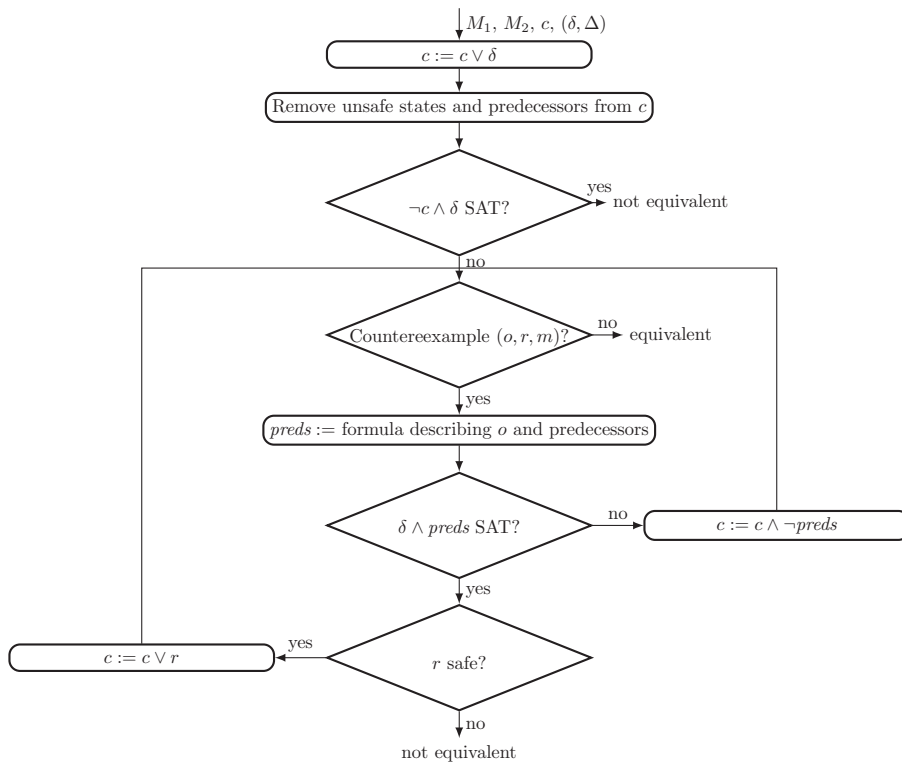 M₁, M₂, c, (δ, Δ)
c := c ∨ δ
Remove unsafe states and predecessors from c
¬c ∧ δ SAT?
yes
not equivalent
no
Countereexample (o, r, m)?
no
equivalent
yes
preds := formula describing o and predecessors
δ ∧ preds SAT?
no
c := c ∧ ¬preds
yes
c := c ∨ r
yes
r safe?
no
not equivalent